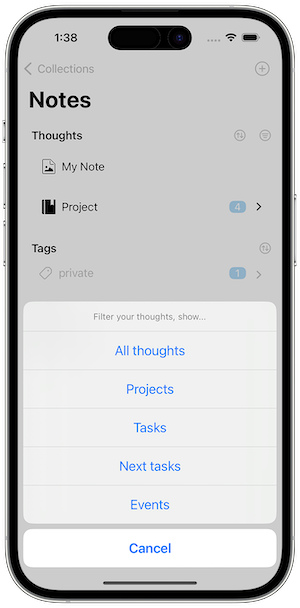 1:38
Collections
Notes
Thoughts
My Note
Project 4
Tags
private 1
Filter your thoughts, show...
All thoughts
Projects
Tasks
Next tasks
Events
Cancel